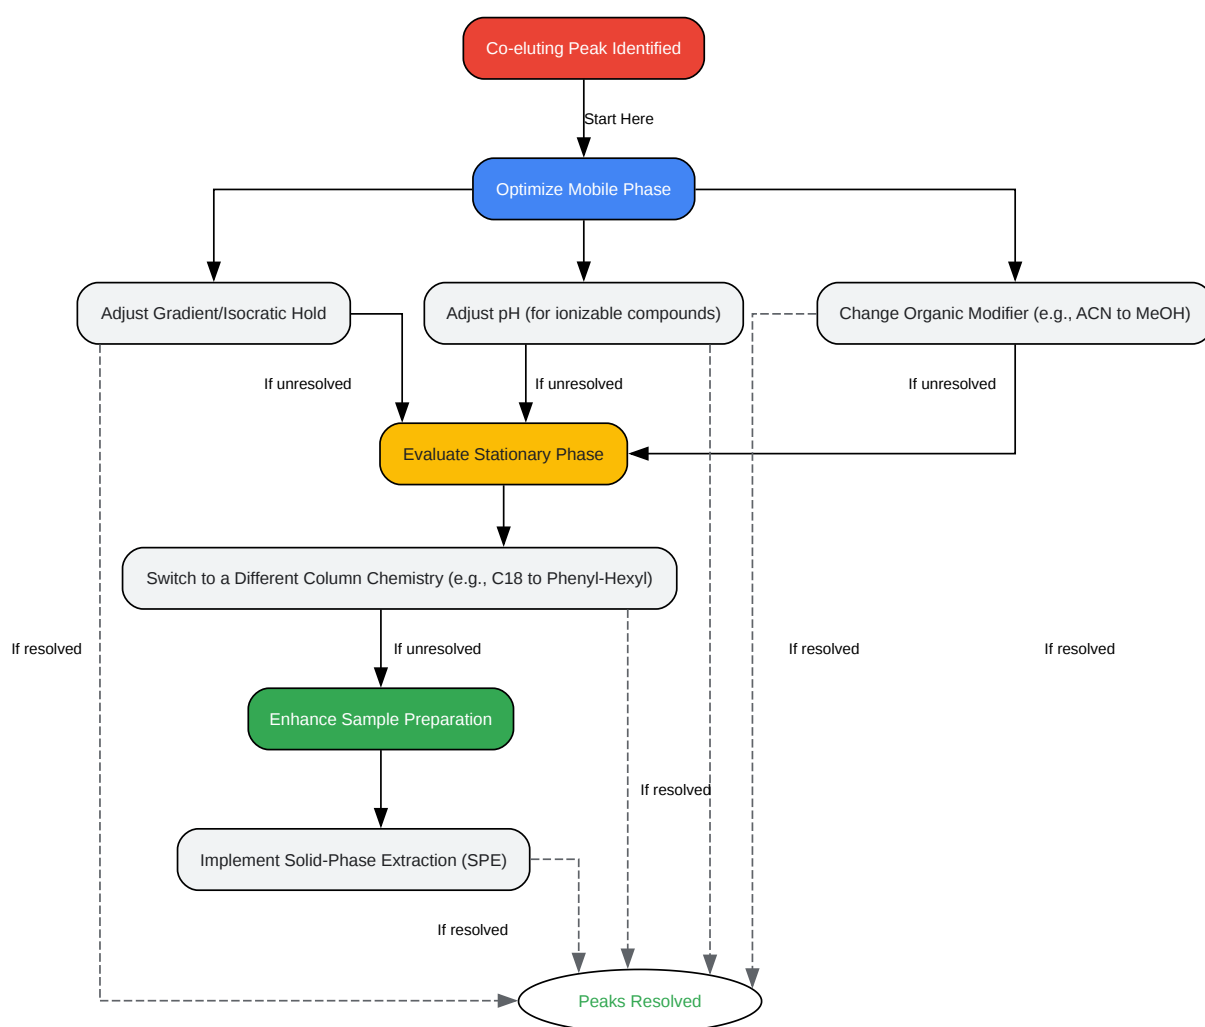 Co-eluting Peak Identified
Start Here
Optimize Mobile Phase
Adjust Gradient/Isocratic Hold
Adjust pH (for ionizable compounds)
Change Organic Modifier (e.g., ACN to MeOH)
If unresolved
If unresolved
If unresolved
Evaluate Stationary Phase
Switch to a Different Column Chemistry (e.g., C18 to Phenyl-Hexyl)
If resolved
If unresolved
If resolved
If resolved
Enhance Sample Preparation
If resolved
Implement Solid-Phase Extraction (SPE)
If resolved
Peaks Resolved